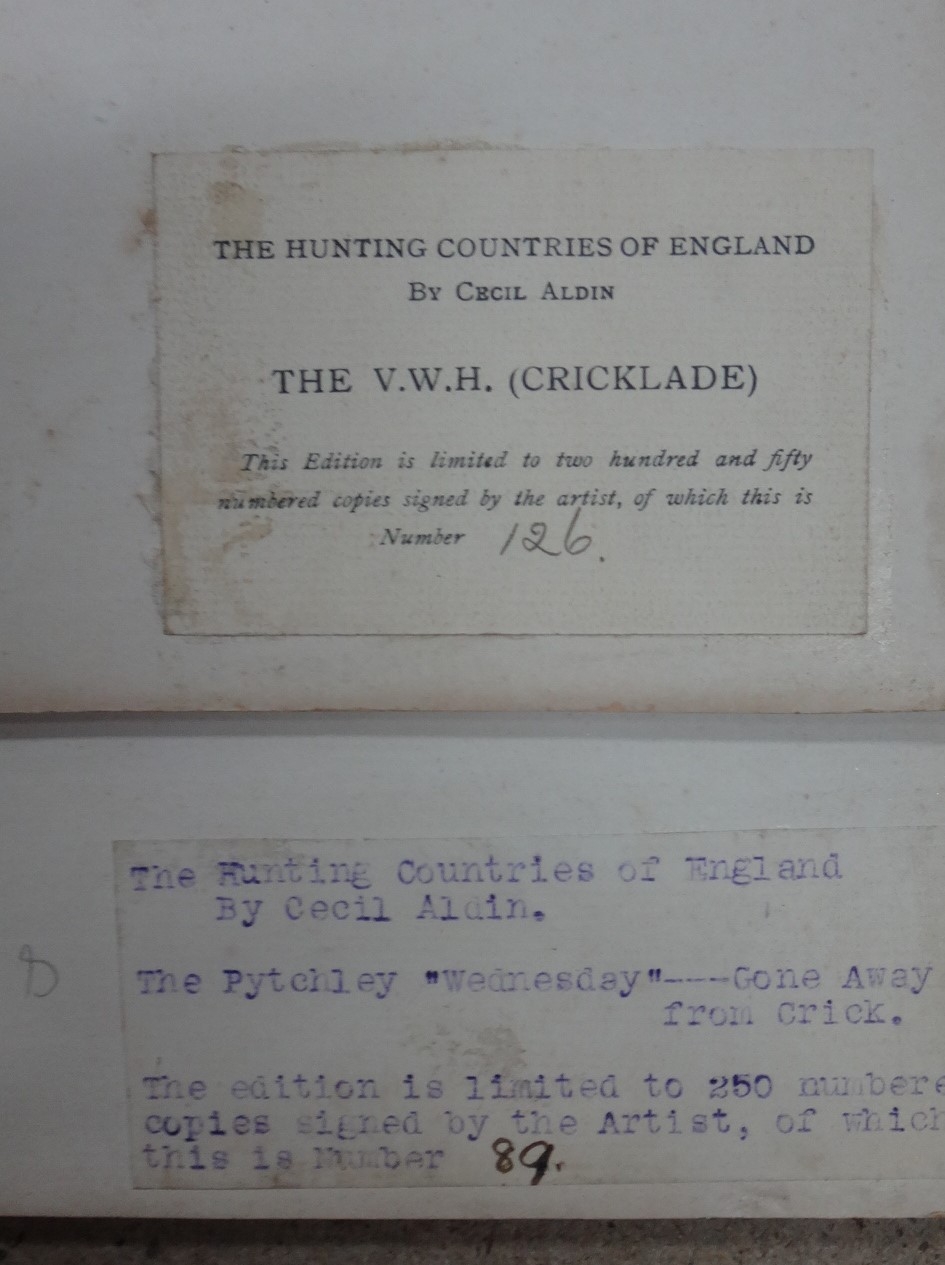 THE HUNTING COUNTRIES OF ENGLAND
BY CECIL ALDIN
THE V.W.H. (CRICKLADE)
This Edition is limited to two hundred and fifty
numbered copies signed by the artist, of which this is
Number 126.
The Hunting Countries of England
By Cecil Aldin.
The Pytchley "Wednesday"---Gone Away
from Crick.
The edition is limited to 250 numbere
copies signed by the Artist, of which
this is Number 89.